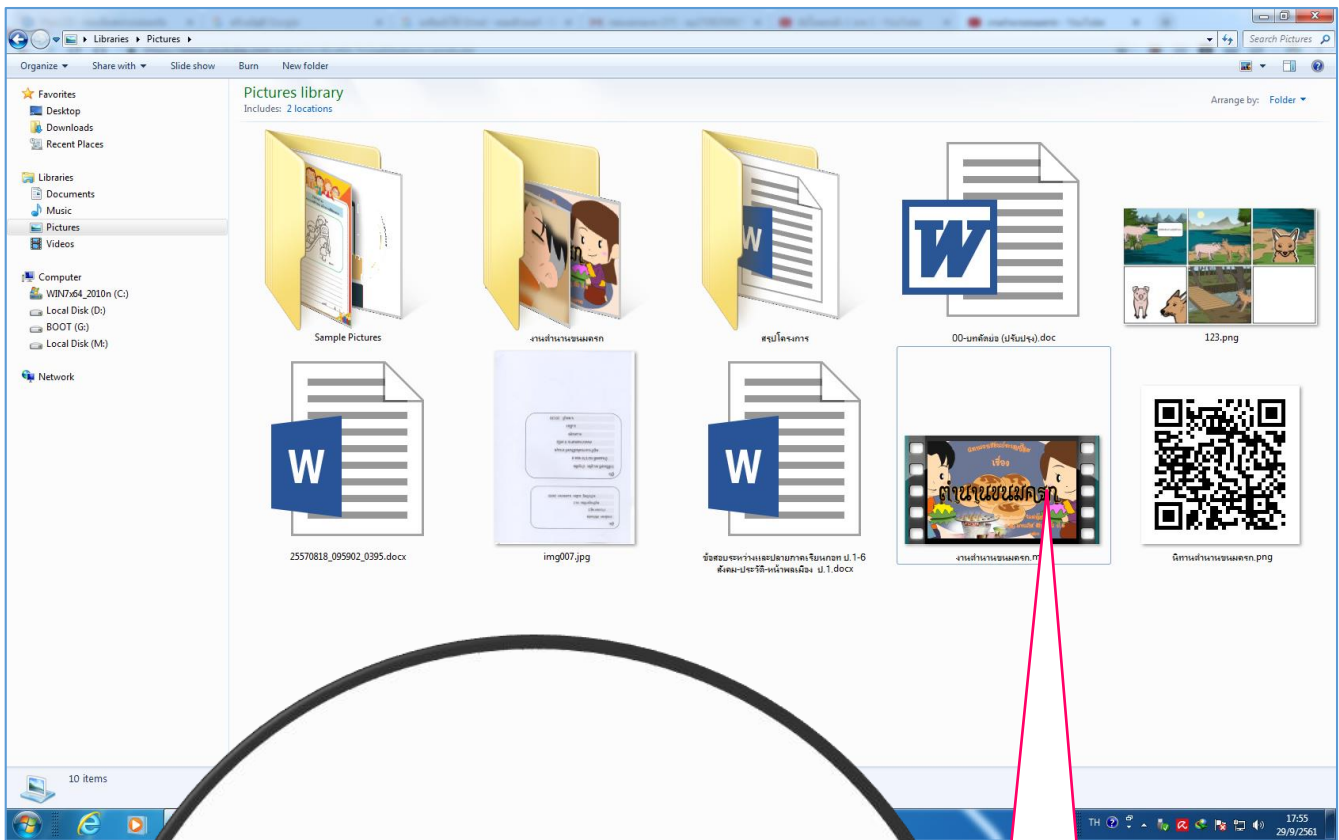 Libraries ▸ Pictures ▸
Search Pictures
Organize Share with Slide show Burn New folder
Favorites
Desktop
Downloads
Recent Places
Libraries
Documents
Music
Pictures
Videos
Computer
WIN7x64_2010n (C:)
Local Disk (D:)
BOOT (G:)
Local Disk (M:)
Network
Pictures library
Includes: 2 locations
Arrange by: Folder
Sample Pictures
งานตำนานขนมครก
สรุปโครงการ
00-บทคัดย่อ (ปรับปรุง).doc
123.png
เรื่อง
ตำนานขนมครก
25570818_095902_0395.docx
img007.jpg
ข้อสอบระหว่างและปลายภาคเรียนกอท ป.1-6
สังคม-ประวัติ-หน้าพลเมือง ป.1.docx
งานตำนานขนมครก.m
นิทานตำนานขนมครก.png
10 items
TH
17:55
29/9/2561